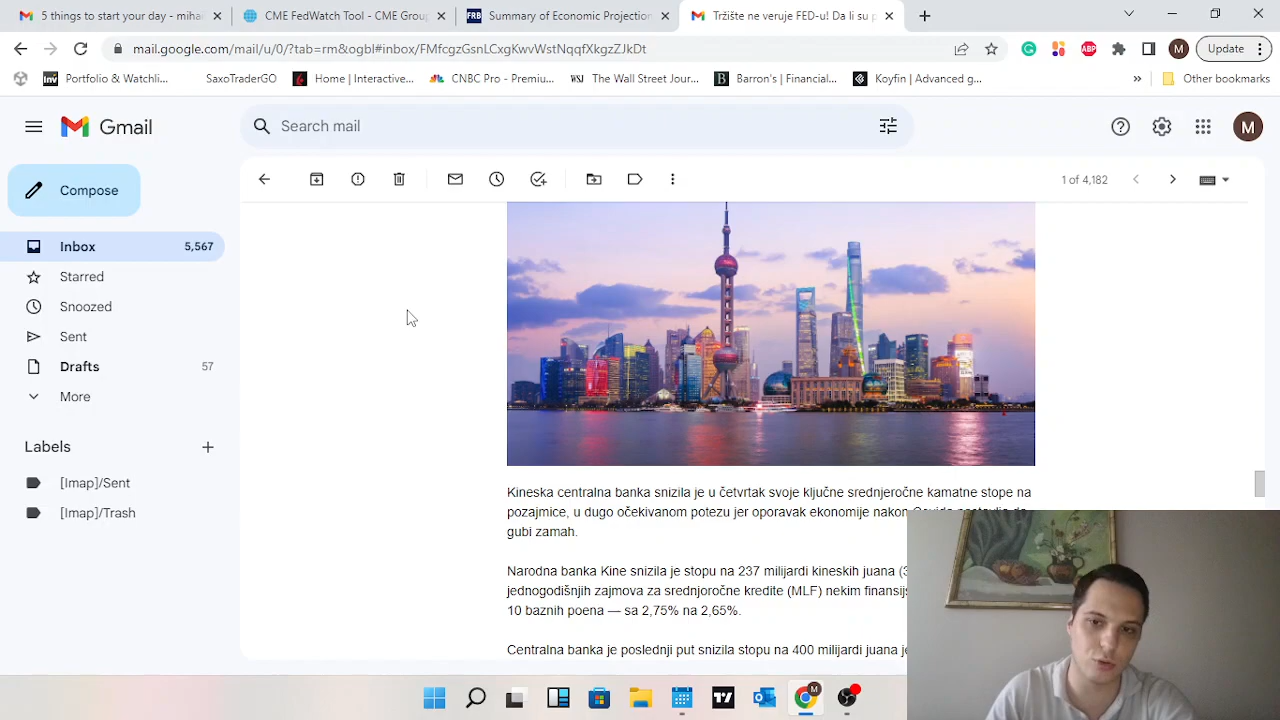 5 things to start your day - miha
CME FedWatch Tool - CME Grou
FRB
Summary of Economic Projection
Tržište ne veruje FED-u! Da li su p
mail.google.com/mail/u/0/?tab=rm&ogbl#inbox/FMfcgzGsnLCxgKwvWstNqqfXkgzZJkDt
ABP
M
Update
Inv
Portfolio & Watchli...
SaxoTraderGO
Home | Interactive...
CNBC Pro - Premiu...
WSJ
The Wall Street Jour...
B
Barron's | Financial...
Koyfin | Advanced g...
»
Other bookmarks
Gmail
Search mail
M
Compose
1 of 4,182
Inbox
5,567
Starred
Snoozed
Sent
Drafts
57
More
Labels
[Imap]/Sent
[Imap]/Trash
Kineska centralna banka snizila je u četvrtak svoje ključne srednjeročne kamatne stope na
pozajmice, u dugo očekivanom potezu jer oporavak ekonomije nakon
gubi zamah.
Narodna banka Kine snizila je stopu na 237 milijardi kineskih juana
jednogodišnjih zajmova za srednjeročne kredite (MLF) nekim
10 baznih poena — sa 2,75% na 2,65%.
Centralna banka je poslednji put snizila stopu na 400 milijardi juana